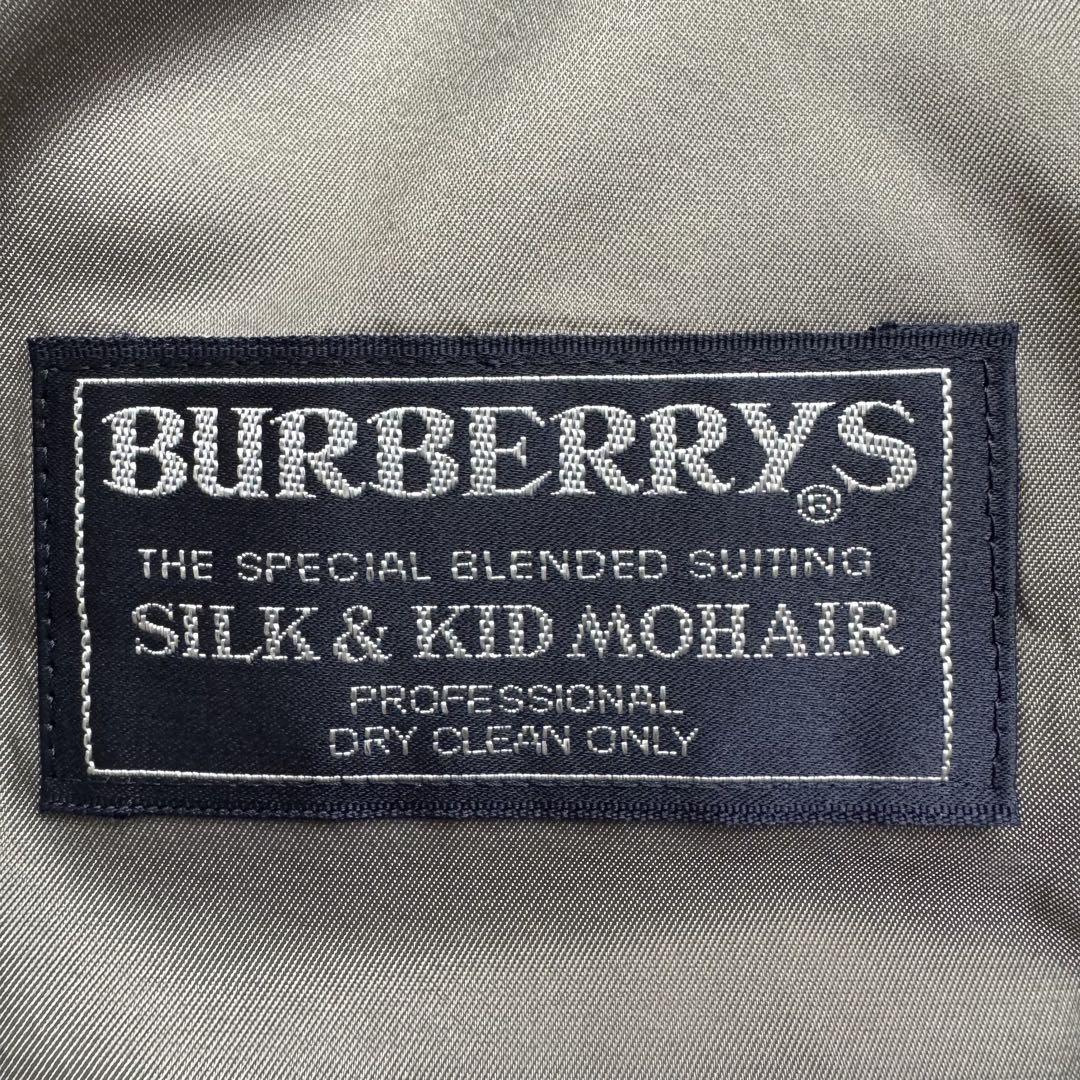 BURBERRYS®
THE SPECIAL BLENDED SUITING
SILK & KID MOHAIR
PROFESSIONAL
DRY CLEAN ONLY